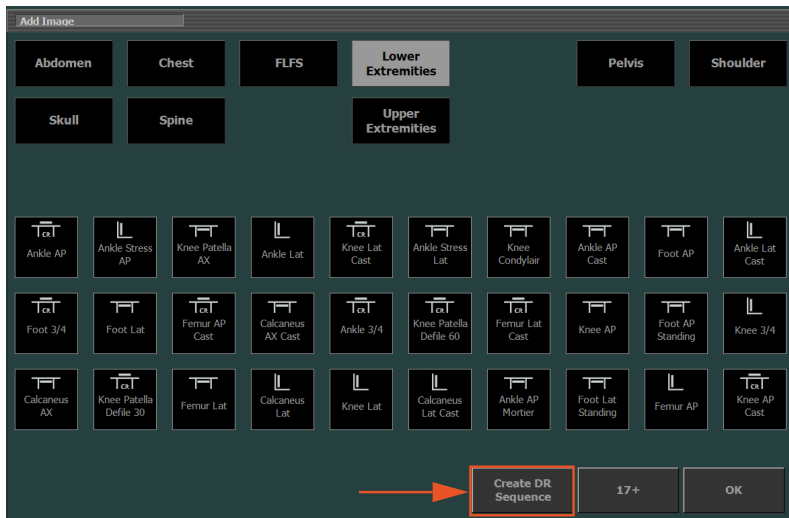 Add Image
Abdomen
Chest
FLFS
Lower
Extremities
Pelvis
Shoulder
Skull
Spine
Upper
Extremities
CR
Ankle AP
Ankle Stress
AP
Knee Patella
AX
Ankle Lat
CR
Knee Lat
Cast
Ankle Stress
Lat
Knee
Condylair
Ankle AP
Cast
Foot AP
Ankle Lat
Cast
CR
Foot 3/4
Foot Lat
CR
Femur AP
Cast
Calcaneus
AX Cast
CR
Ankle 3/4
CR
Knee Patella
Defile 60
CR
Femur Lat
Cast
Knee AP
Foot AP
Standing
Knee 3/4
Calcaneus
AX
CR
Knee Patella
Defile 30
Femur Lat
Calcaneus
Lat
Knee Lat
Calcaneus
Lat Cast
Ankle AP
Mortier
Foot Lat
Standing
Femur AP
CR
Knee AP
Cast
Create DR
Sequence
17+
OK